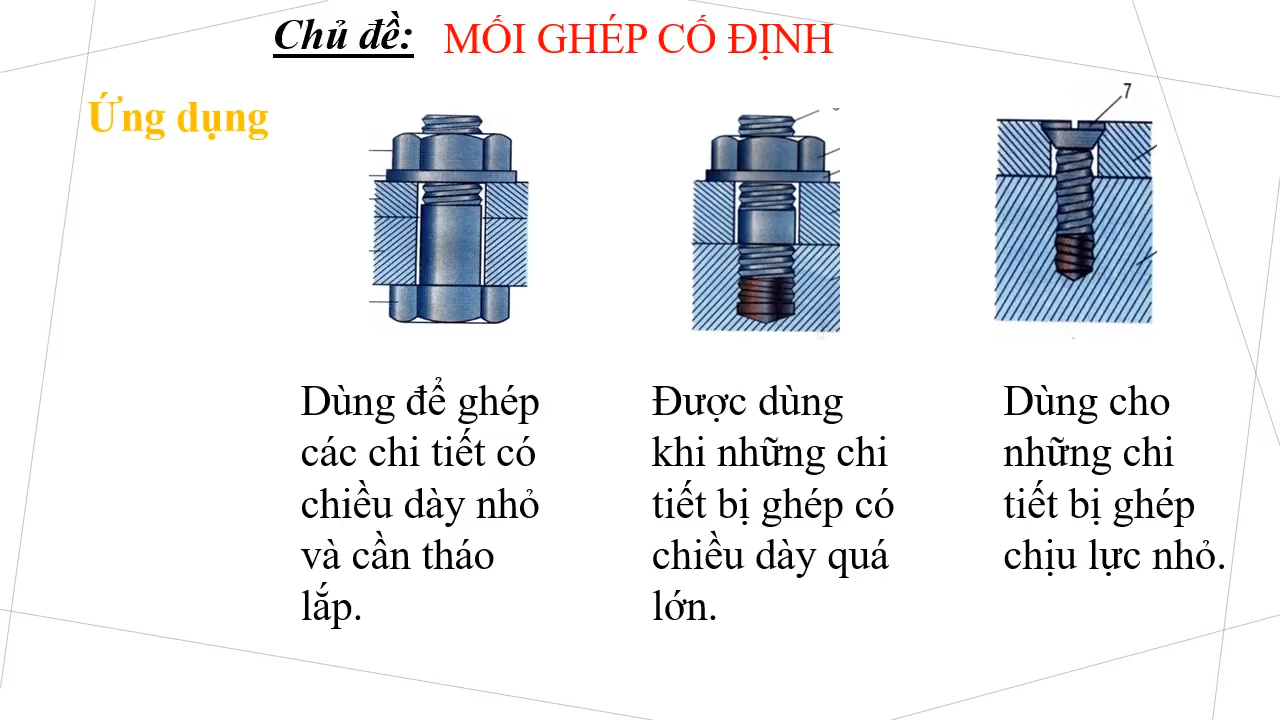 Chủ đề: MỐI GHÉP CỐ ĐỊNH
Ứng dụng
7
Dùng để ghép
các chi tiết có
chiều dày nhỏ
và cần tháo
lắp.
Được dùng
khi những chi
tiết bị ghép có
chiều dày quá
lớn.
Dùng cho
những chi
tiết bị ghép
chịu lực nhỏ.